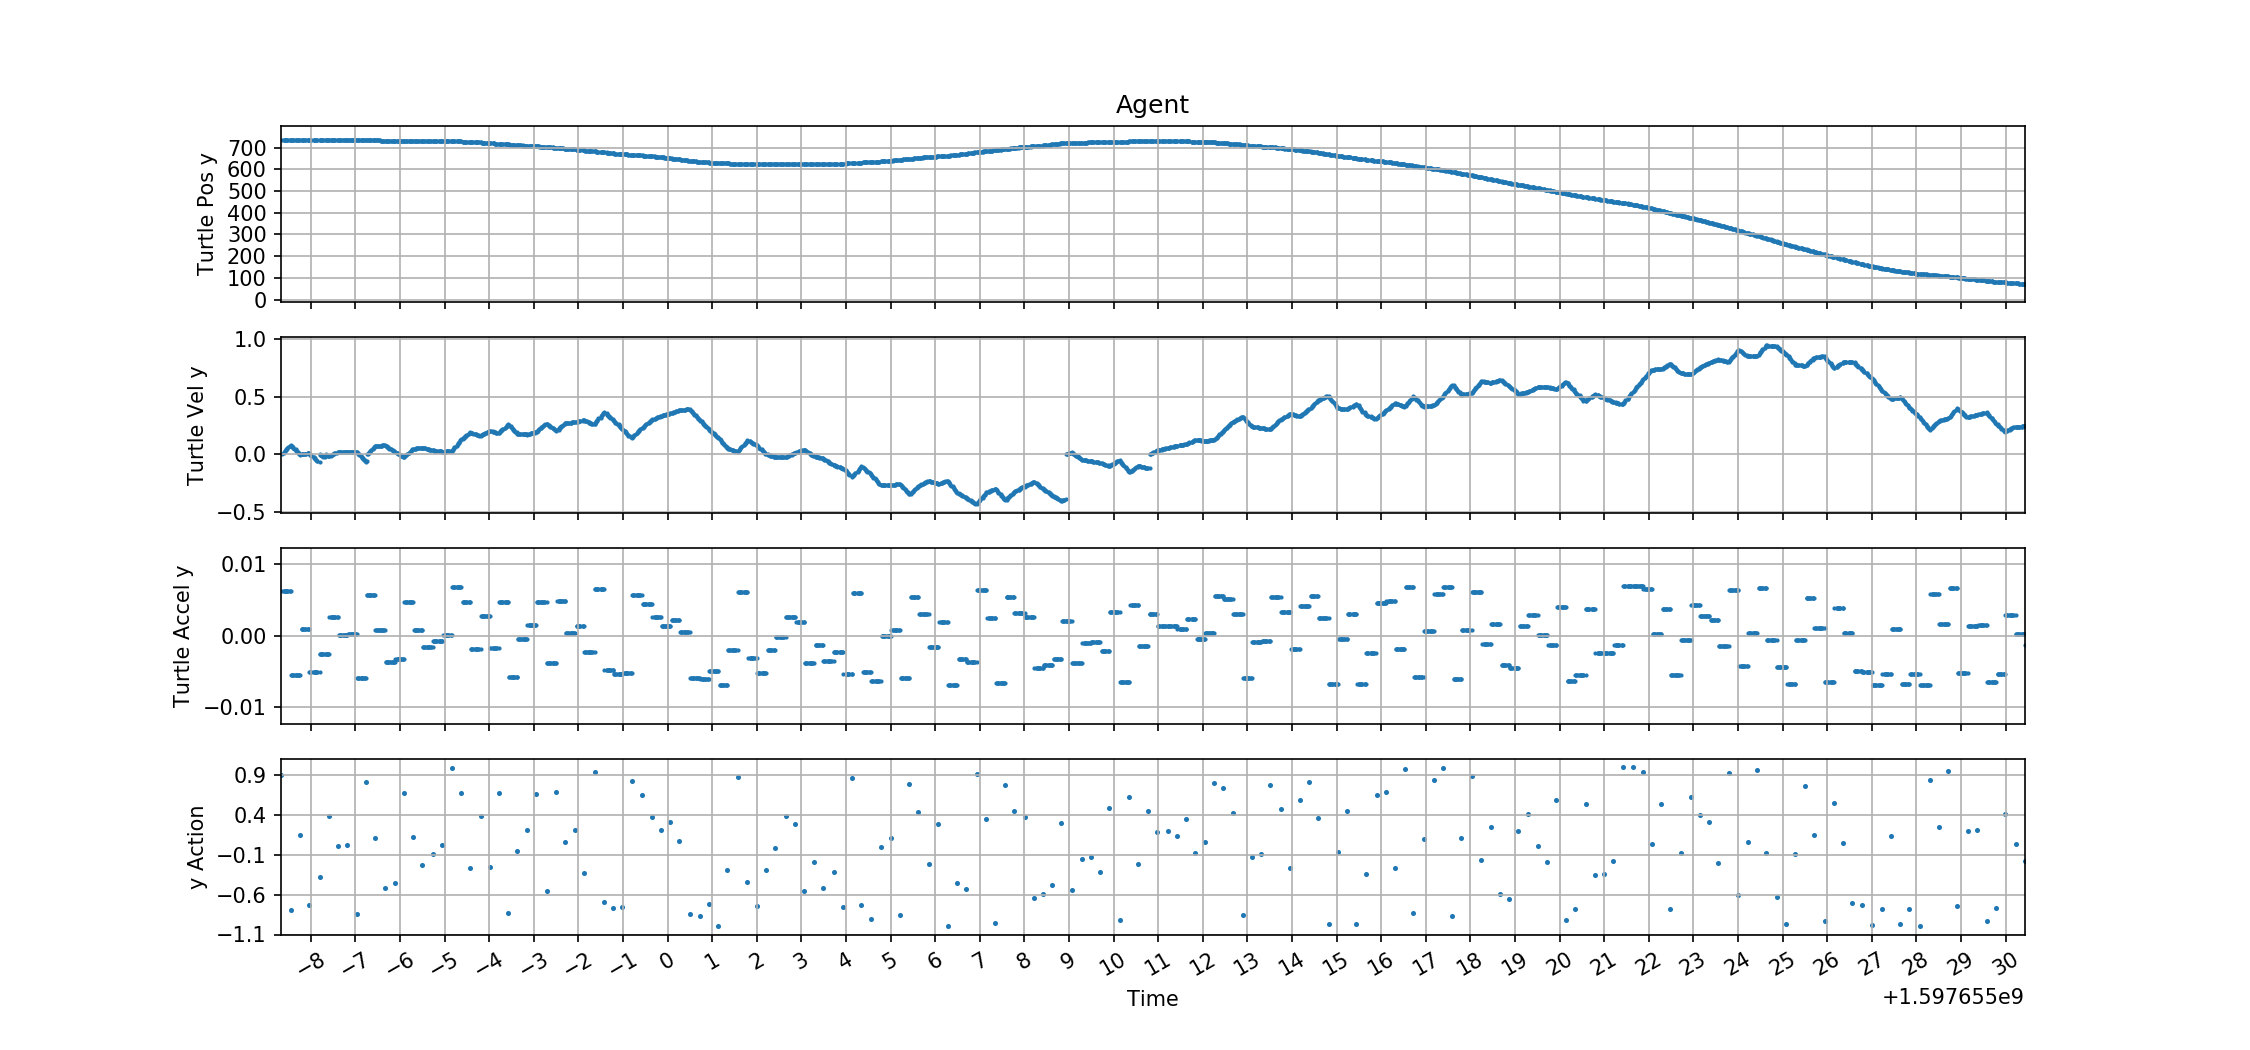 Agent
Turtle Pos y
700
600
500
400
300
200
100
0
Turtle Vel y
1.0
0.5
0.0
−0.5
Turtle Accel y
0.01
0.00
−0.01
y Action
0.9
0.4
−0.1
−0.6
−1.1
−8 −7 −6 −5 −4 −3 −2 −1 0 1 2 3 4 5 6 7 8 9 10 11 12 13 14 15 16 17 18 19 20 21 22 23 24 25 26 27 28 29 30
Time
+1.597655e9